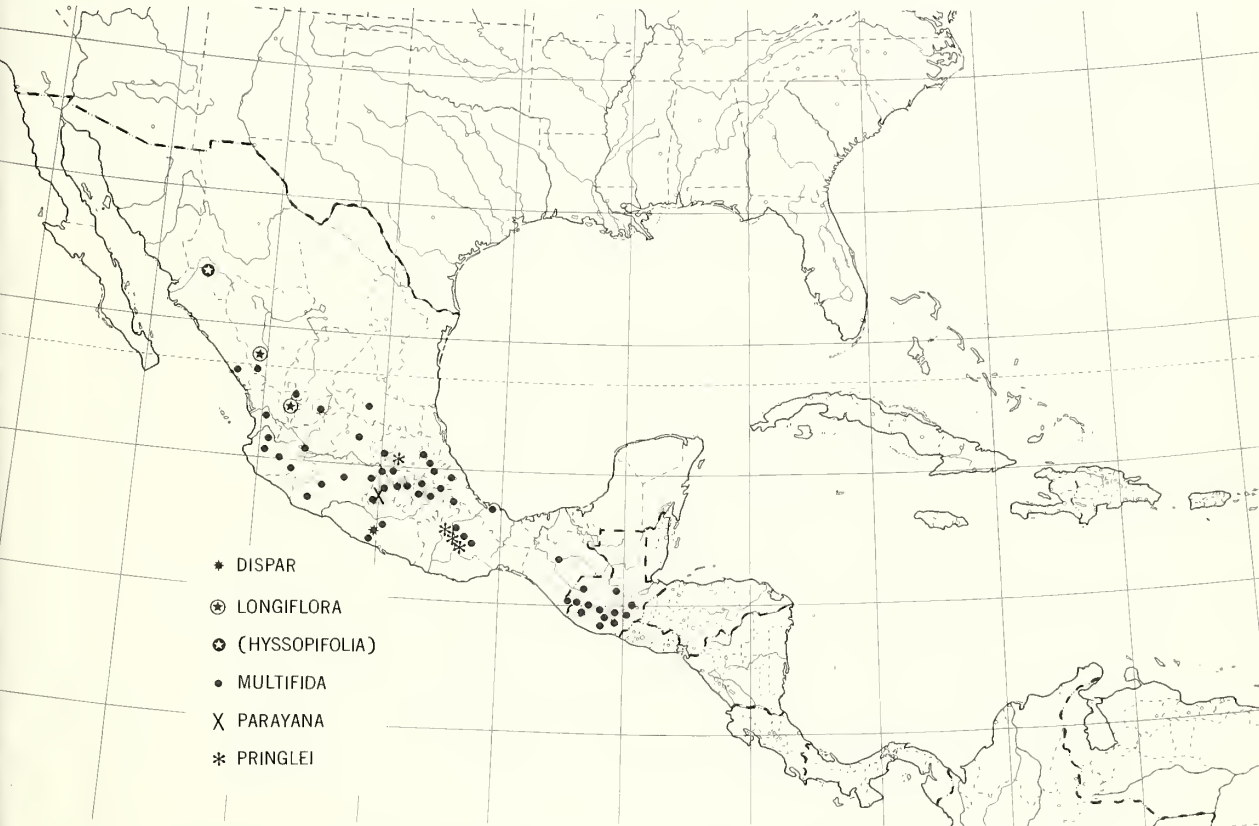 DISPAR
LONGIFLORA
(HYSSOPIFOLIA)
MULTIFIDA
PARAYANA
PRINGLEI